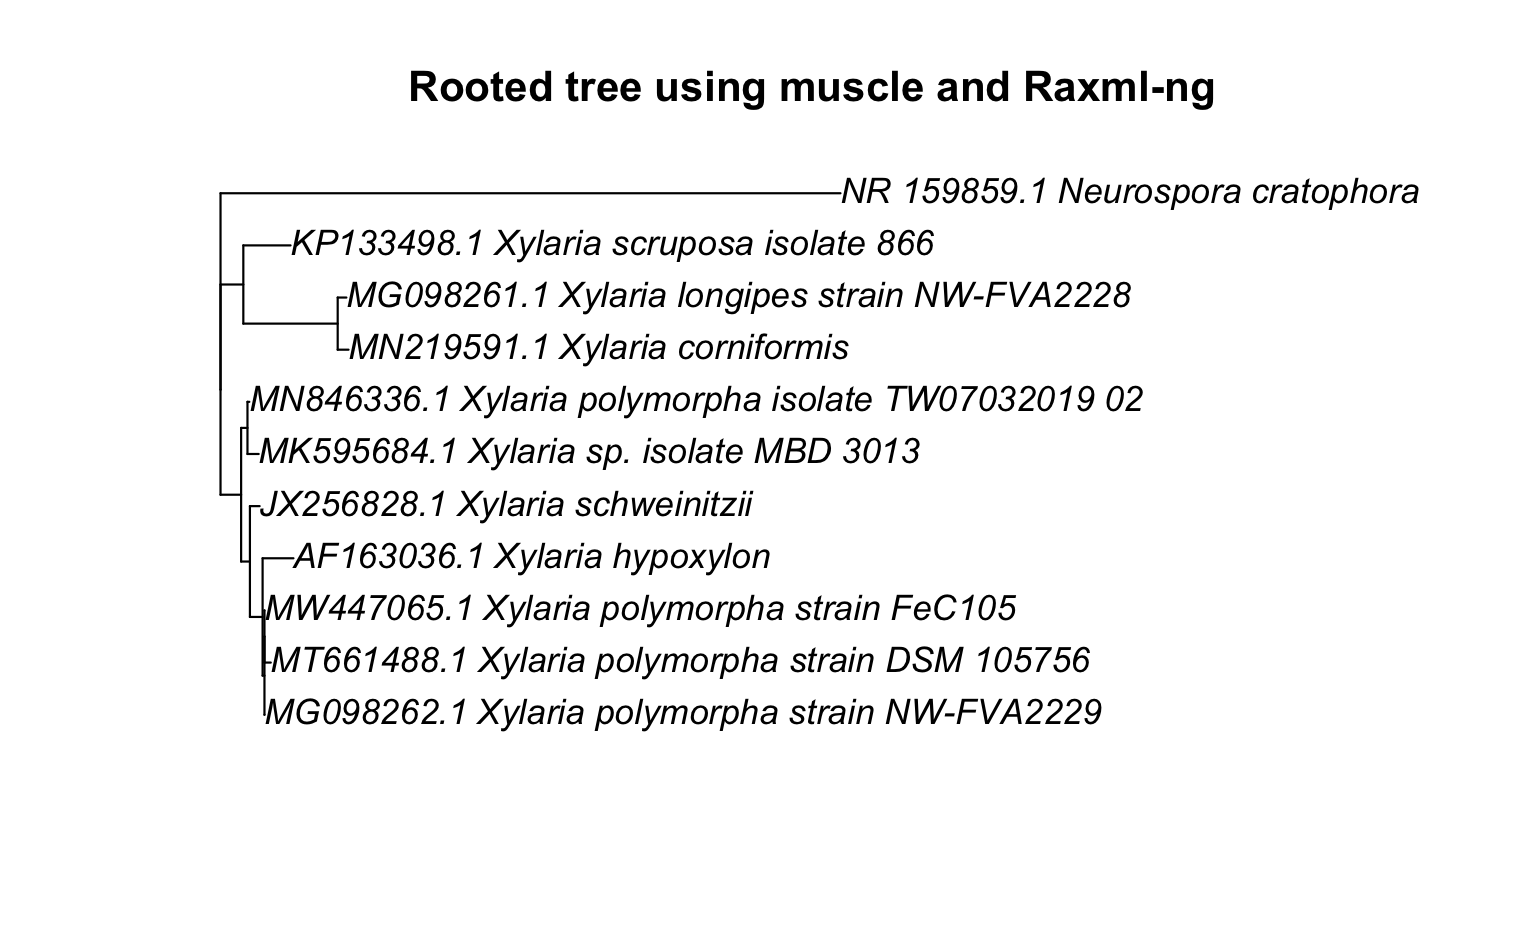 Rooted tree using muscle and Raxml-ng
NR 159859.1 Neurospora cratophora
KP133498.1 Xylaria scruposa isolate 866
MG098261.1 Xylaria longipes strain NW-FVA2228
MN219591.1 Xylaria corniformis
MN846336.1 Xylaria polymorpha isolate TW07032019 02
MK595684.1 Xylaria sp. isolate MBD 3013
JX256828.1 Xylaria schweinitzii
AF163036.1 Xylaria hypoxylon
MW447065.1 Xylaria polymorpha strain FeC105
MT661488.1 Xylaria polymorpha strain DSM 105756
MG098262.1 Xylaria polymorpha strain NW-FVA2229